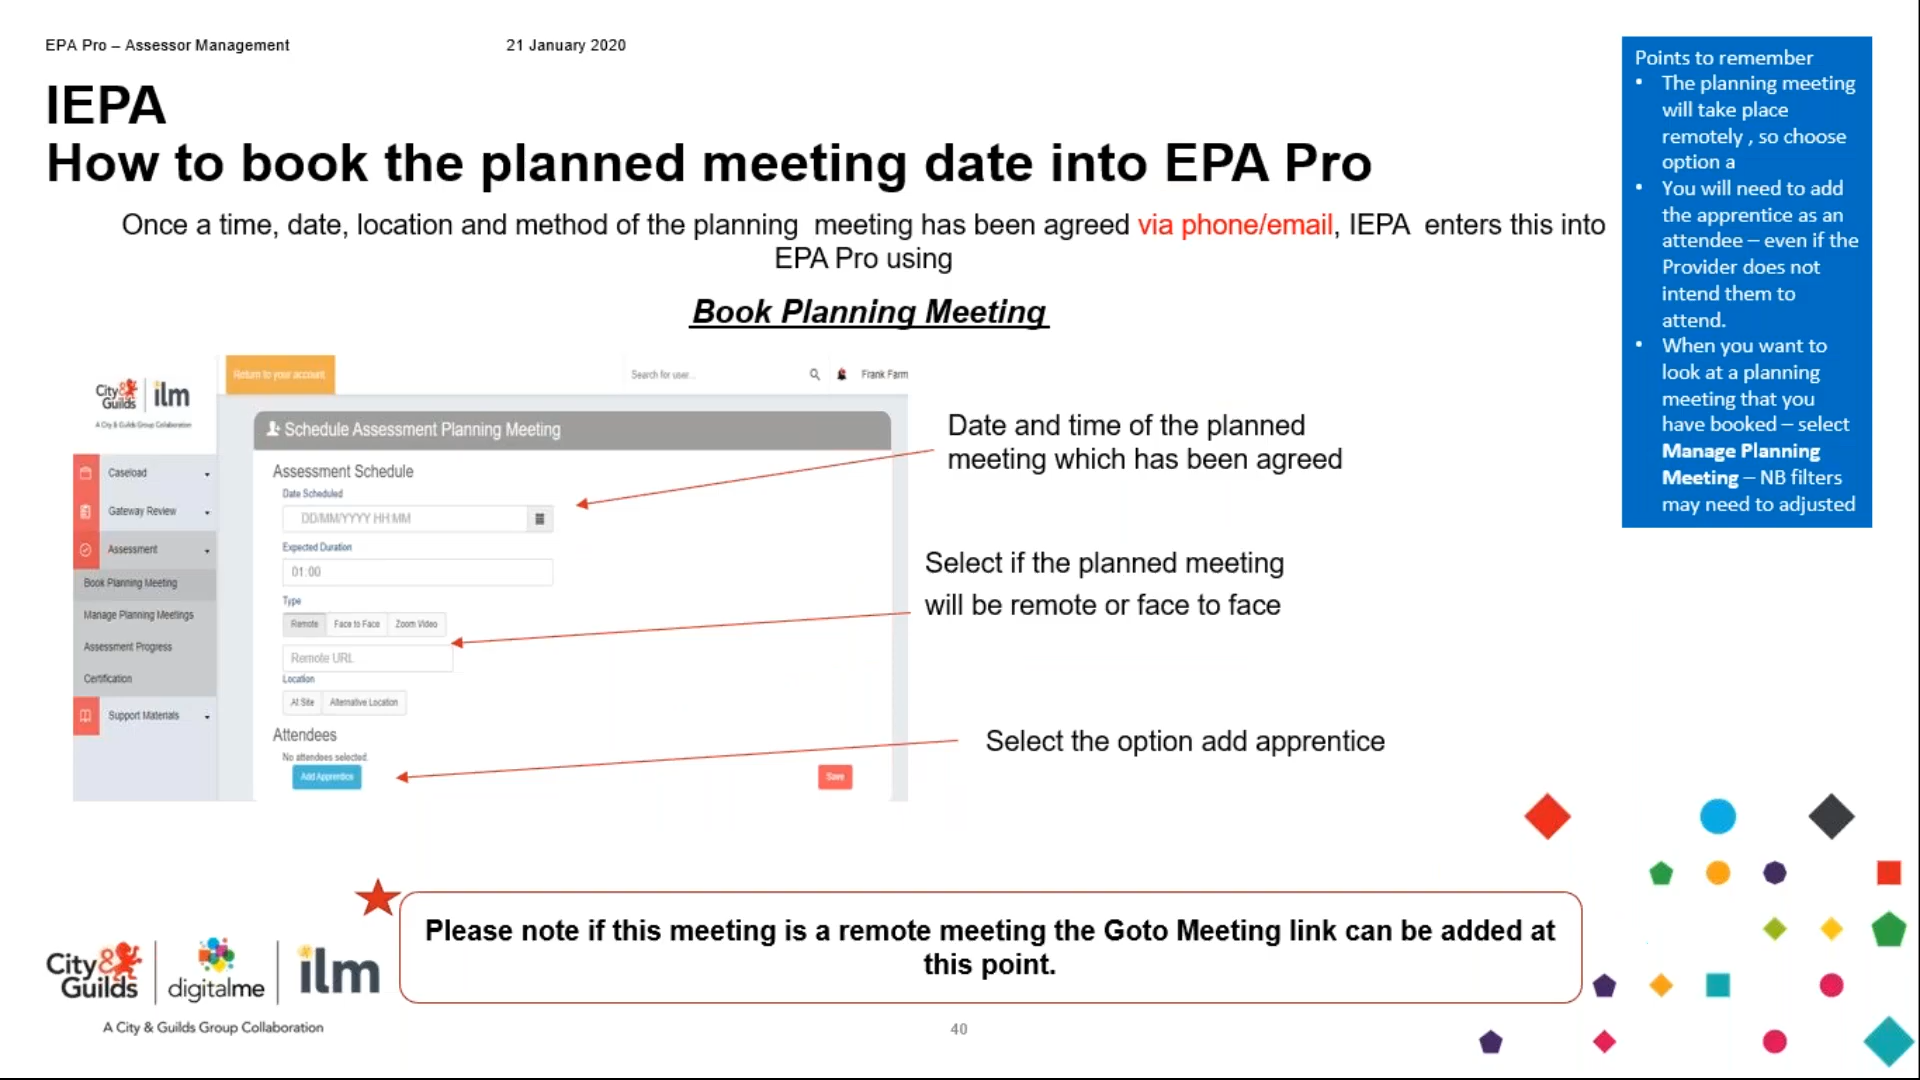 EPA Pro – Assessor Management
21 January 2020
IEPA
How to book the planned meeting date into EPA Pro
Once a time, date, location and method of the planning meeting has been agreed via phone/email, IEPA enters this into
EPA Pro using
Book Planning Meeting
City & Guilds
ilm
A City & Guilds Group Collaboration
Return to your account
Search for user...
Frank Farm
Caseload
Gateway Review
Assessment
Book Planning Meeting
Manage Planning Meetings
Assessment Progress
Certification
Support Materials
Schedule Assessment Planning Meeting
Assessment Schedule
Date Scheduled
DD/MM/YYYY HH:MM
Expected Duration
01:00
Type
Remote
Face to Face
Zoom Video
Remote URL
Location
At Site
Alternative Location
Attendees
No attendees selected.
Add Apprentice
Save
Date and time of the planned
meeting which has been agreed
Select if the planned meeting
will be remote or face to face
Select the option add apprentice
Points to remember
• The planning meeting
will take place
remotely , so choose
option a
• You will need to add
the apprentice as an
attendee – even if the
Provider does not
intend them to
attend.
• When you want to
look at a planning
meeting that you
have booked – select
Manage Planning
Meeting – NB filters
may need to adjusted
Please note if this meeting is a remote meeting the Goto Meeting link can be added at
this point.
City & Guilds
digitalme
ilm
A City & Guilds Group Collaboration
40